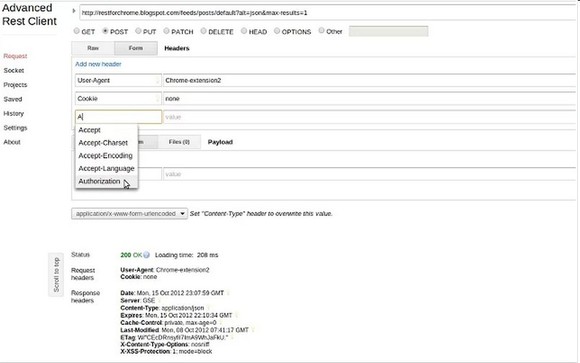 Advanced
Rest Client
http://restforchrome.blogspot.com/feeds/posts/default?alt=json&max-results=1
GET POST PUT PATCH DELETE HEAD OPTIONS Other
Raw Form Headers
Request
Socket
Projects
Saved
History
Settings
About
Add new header
User-Agent Chrome-extension2
Cookie none
A value
Accept
Accept-Charset
Accept-Encoding
Accept-Language
Authorization
Files (0) Payload
value
application/x-www-form-urlencoded Set "Content-Type" header to overwrite this value.
Scroll to top
Status 200 OK Loading time: 208 ms
Request headers
User-Agent: Chrome-extension2
Cookie: none
Response headers
Date: Mon, 15 Oct 2012 23:07:59 GMT
Server: GSE
Content-Type: application/json
Expires: Mon, 15 Oct 2012 22:10:34 GMT
Cache-Control: private, max-age=0
Last-Modified: Mon, 08 Oct 2012 07:41:17 GMT
ETag:
X-Content-Type-Options: nosniff
X-XSS-Protection: 1; mode=block